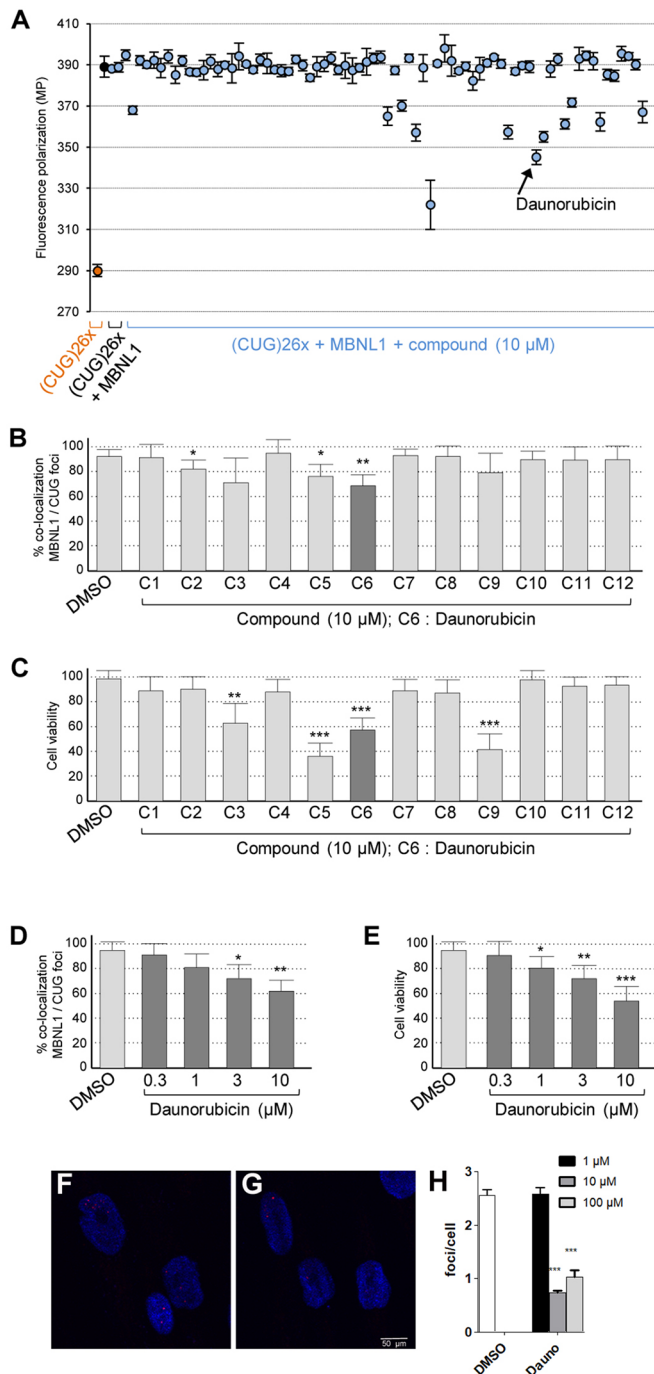 A
410
390
370
350
330
310
290
270
Fluorescence polarization (MP)
Daunorubicin
(CUG)26x
(CUG)26x
+ MBNL1
(CUG)26x + MBNL1 + compound (10 µM)
B
% co-localization
MBNL1 / CUG foci
100
80
60
40
20
0
* * **
DMSO C1 C2 C3 C4 C5 C6 C7 C8 C9 C10 C11 C12
Compound (10 µM); C6 : Daunorubicin
C
Cell viability
100
80
60
40
20
0
** *** *** ***
DMSO C1 C2 C3 C4 C5 C6 C7 C8 C9 C10 C11 C12
Compound (10 µM); C6 : Daunorubicin
D
% co-localization
MBNL1 / CUG foci
100
80
60
40
20
0
* **
DMSO 0.3 1 3 10
Daunorubicin (µM)
E
Cell viability
100
80
60
40
20
0
* ** ***
DMSO 0.3 1 3 10
Daunorubicin (µM)
F
G
50 µm
H
1 µM
10 µM
100 µM
foci/cell
3
2
1
0
*** ***
DMSO Dauno